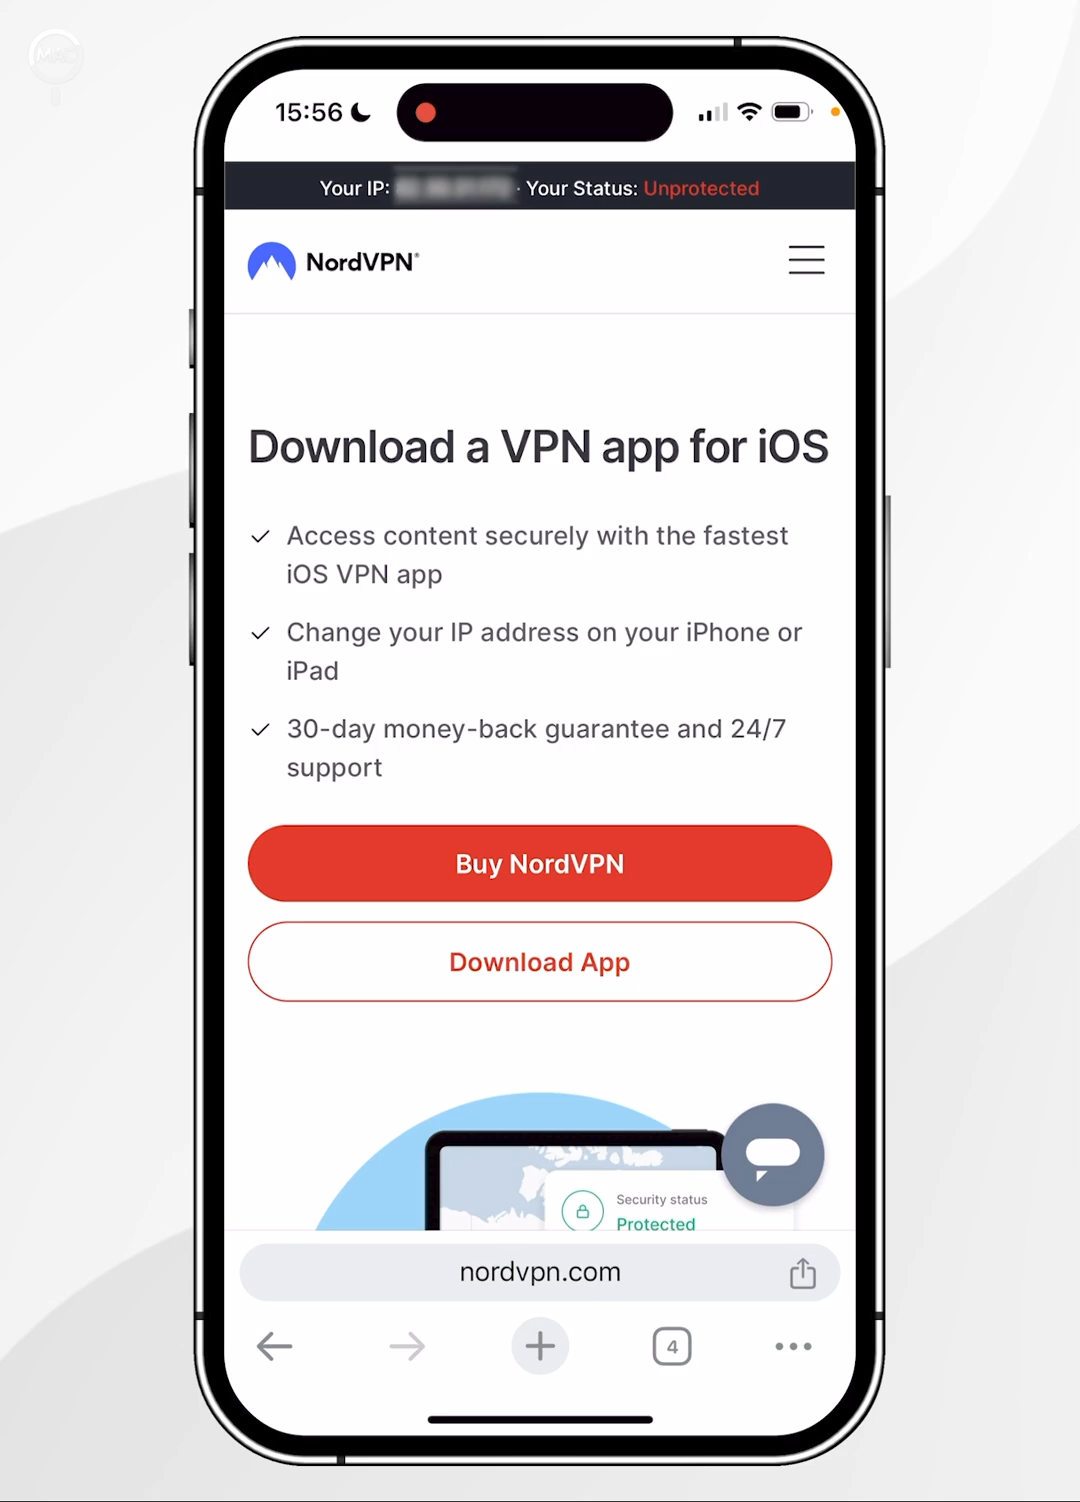 MAC
15:56
Your IP: · Your Status: Unprotected
NordVPN®
Download a VPN app for iOS
Access content securely with the fastest
iOS VPN app
Change your IP address on your iPhone or
iPad
30-day money-back guarantee and 24/7
support
Buy NordVPN
Download App
Security status
Protected
nordvpn.com
4